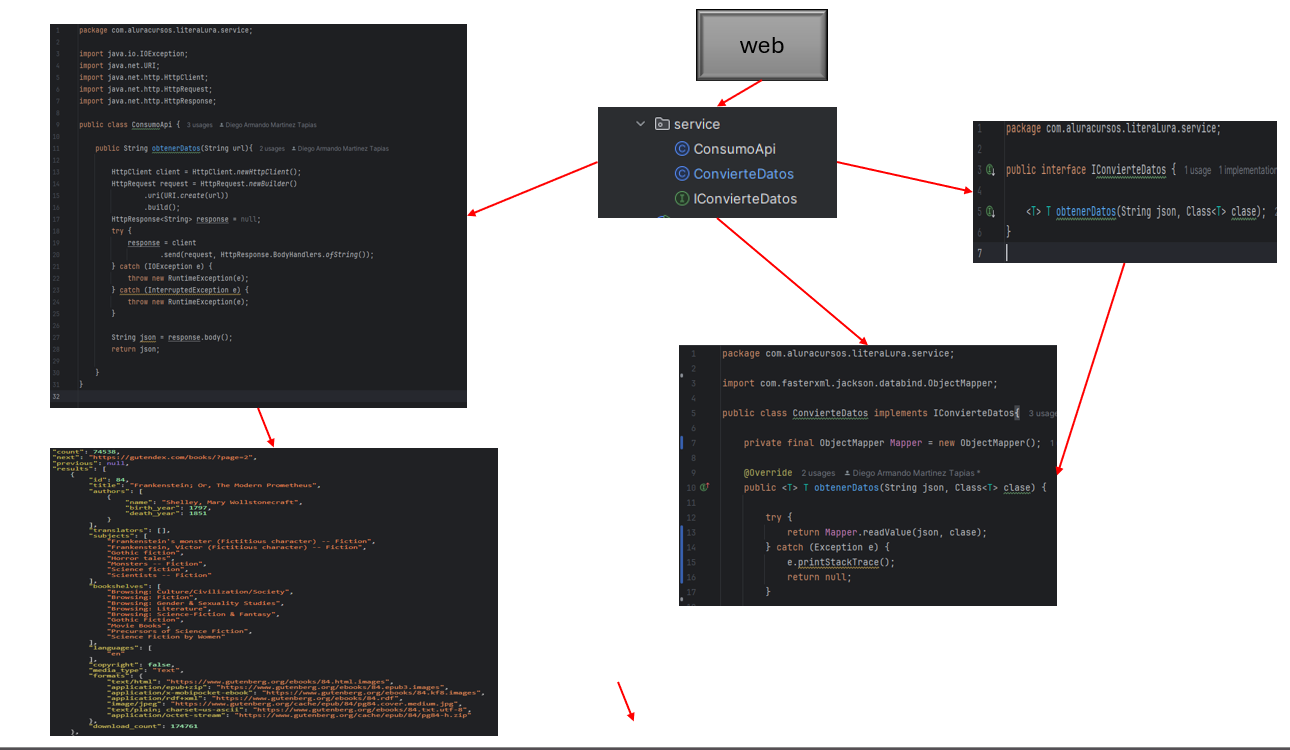 web
service
ConsumoApi
ConvierteDatos
IConvierteDatos
1 package com.aluracursos.literaLura.service;
2
3 import java.io.IOException;
4 import java.net.URI;
5 import java.net.http.HttpClient;
6 import java.net.http.HttpRequest;
7 import java.net.http.HttpResponse;
8
9 public class ConsumoApi { 3 usages Diego Armando Martinez Tapias
10
11 public String obtenerDatos(String url){ 2 usages Diego Armando Martinez Tapias
12
13 HttpClient client = HttpClient.newHttpClient();
14 HttpRequest request = HttpRequest.newBuilder()
15 .uri(URI.create(url))
16 .build();
17 HttpResponse<String> response = null;
18 try {
19 response = client
20 .send(request, HttpResponse.BodyHandlers.ofString());
21 } catch (IOException e) {
22 throw new RuntimeException(e);
23 } catch (InterruptedException e) {
24 throw new RuntimeException(e);
25 }
26
27 String json = response.body();
28 return json;
29
30 }
31 }
32
1 package com.aluracursos.literaLura.service;
2
3 public interface IConvierteDatos { 1 usage 1 implementation
4
5 <T> T obtenerDatos(String json, Class<T> clase); 2
6 }
7
1 package com.aluracursos.literaLura.service;
2
3 import com.fasterxml.jackson.databind.ObjectMapper;
4
5 public class ConvierteDatos implements IConvierteDatos{ 3 usage
6
7 private final ObjectMapper Mapper = new ObjectMapper(); 1
8
9 @Override 2 usages Diego Armando Martinez Tapias *
10 public <T> T obtenerDatos(String json, Class<T> clase) {
11
12 try {
13 return Mapper.readValue(json, clase);
14 } catch (Exception e) {
15 e.printStackTrace();
16 return null;
17 }
"count": 74538,
"next": "https://gutendex.com/books/?page=2",
"previous": null,
"results": [
{
"id": 84,
"title": "Frankenstein; Or, The Modern Prometheus",
"authors": [
{
"name": "Shelley, Mary Wollstonecraft",
"birth_year": 1797,
"death_year": 1851
}
],
"translators": [],
"subjects": [
"Frankenstein's monster (Fictitious character) -- Fiction",
"Frankenstein, Victor (Fictitious character) -- Fiction",
"Gothic fiction",
"Horror tales",
"Monsters -- Fiction",
"Science fiction",
"Scientists -- Fiction"
],
"bookshelves": [
"Browsing: Culture/Civilization/Society",
"Browsing: Fiction",
"Browsing: Gender & Sexuality Studies",
"Browsing: Literature",
"Browsing: Science-Fiction & Fantasy",
"Gothic Fiction",
"Movie Books",
"Precursors of Science Fiction",
"Science Fiction by Women"
],
"languages": [
"en"
],
"copyright": false,
"media_type": "Text",
"formats": {
"text/html": "https://www.gutenberg.org/ebooks/84.html.images",
"application/epub+zip": "https://www.gutenberg.org/ebooks/84.epub3.images",
"application/x-mobipocket-ebook": "https://www.gutenberg.org/ebooks/84.kf8.images",
"application/rdf+xml": "https://www.gutenberg.org/ebooks/84.rdf",
"image/jpeg": "https://www.gutenberg.org/cache/epub/84/pg84.cover.medium.jpg",
"text/plain; charset=us-ascii": "https://www.gutenberg.org/ebooks/84.txt.utf-8",
"application/octet-stream": "https://www.gutenberg.org/cache/epub/84/pg84-h.zip"
},
"download_count": 174761
},